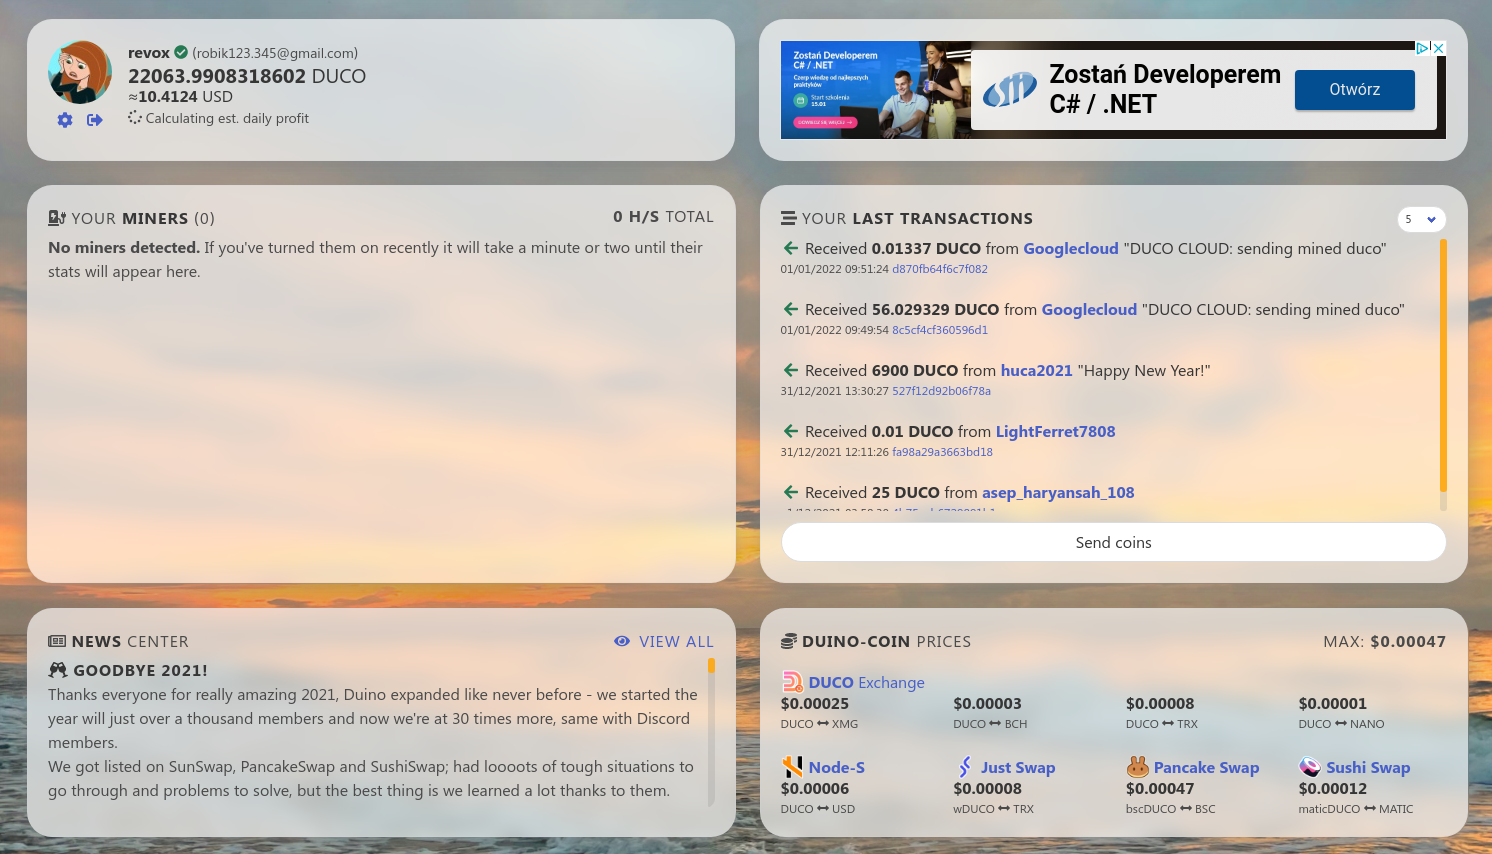 revox (robik123.345@gmail.com)
22063.9908318602 DUCO
≈10.4124 USD
Calculating est. daily profit
Zostań Developerem
C# / .NET
Czerp wiedzę od najlepszych
praktyków
Start szkolenia
15.01
Zostań Developerem
C# / .NET
Otwórz
YOUR MINERS (0)
0 H/S TOTAL
No miners detected. If you've turned them on recently it will take a minute or two until their
stats will appear here.
YOUR LAST TRANSACTIONS
5
Received 0.01337 DUCO from Googlecloud "DUCO CLOUD: sending mined duco"
01/01/2022 09:51:24 d870fb64f6c7f082
Received 56.029329 DUCO from Googlecloud "DUCO CLOUD: sending mined duco"
01/01/2022 09:49:54 8c5cf4cf360596d1
Received 6900 DUCO from huca2021 "Happy New Year!"
31/12/2021 13:30:27 527f12d92b06f78a
Received 0.01 DUCO from LightFerret7808
31/12/2021 12:11:26 fa98a29a3663bd18
Received 25 DUCO from asep_haryansah_108
Send coins
NEWS CENTER
VIEW ALL
GOODBYE 2021!
Thanks everyone for really amazing 2021, Duino expanded like never before - we started the
year will just over a thousand members and now we're at 30 times more, same with Discord
members.
We got listed on SunSwap, PancakeSwap and SushiSwap; had loooots of tough situations to
go through and problems to solve, but the best thing is we learned a lot thanks to them.
DUINO-COIN PRICES
MAX: $0.00047
DUCO Exchange
$0.00025 $0.00003 $0.00008 $0.00001
DUCO ↔ XMG DUCO ↔ BCH DUCO ↔ TRX DUCO ↔ NANO
Node-S Just Swap Pancake Swap Sushi Swap
$0.00006 $0.00008 $0.00047 $0.00012
DUCO ↔ USD wDUCO ↔ TRX bscDUCO ↔ BSC maticDUCO ↔ MATIC